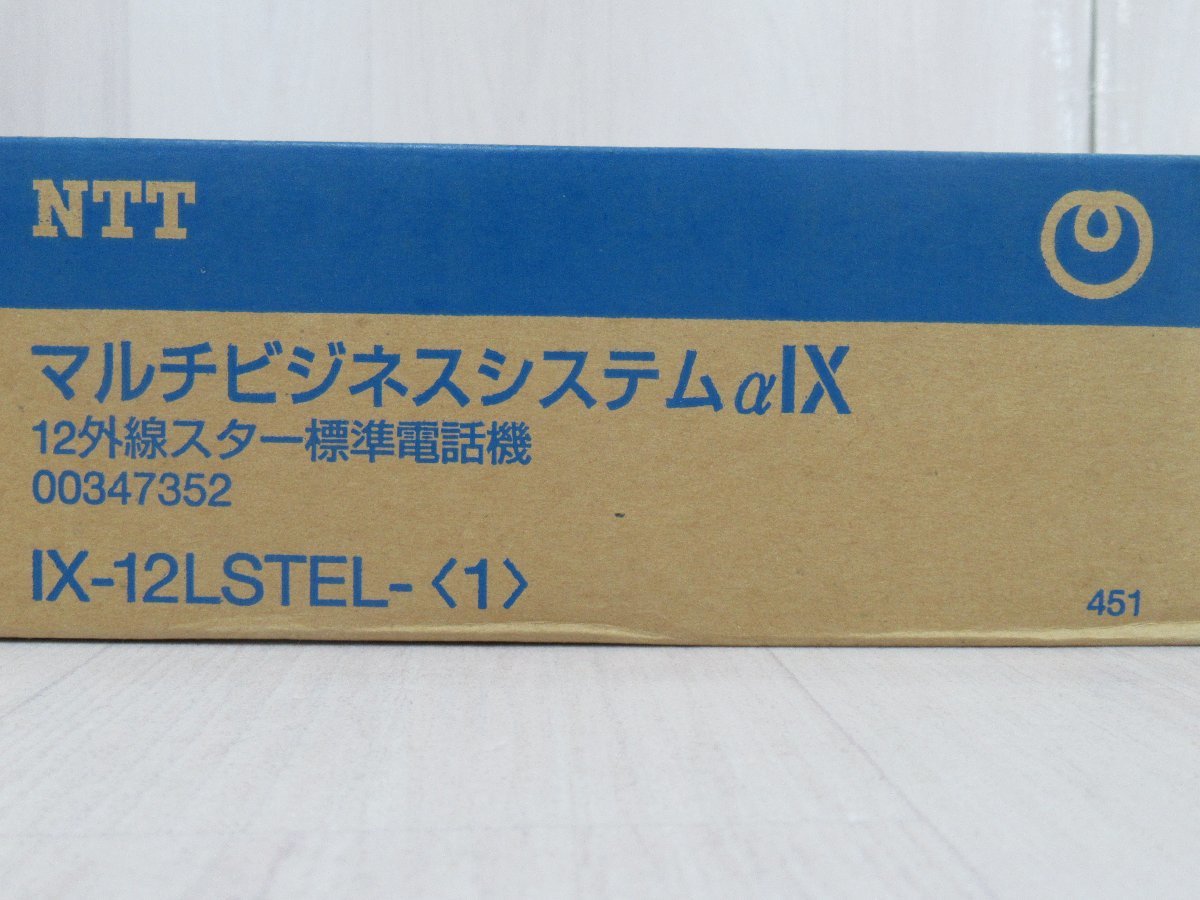 NTT
マルチビジネスシステムαIX
12外線スター標準電話機
00347352
IX-12LSTEL-〈1〉
451